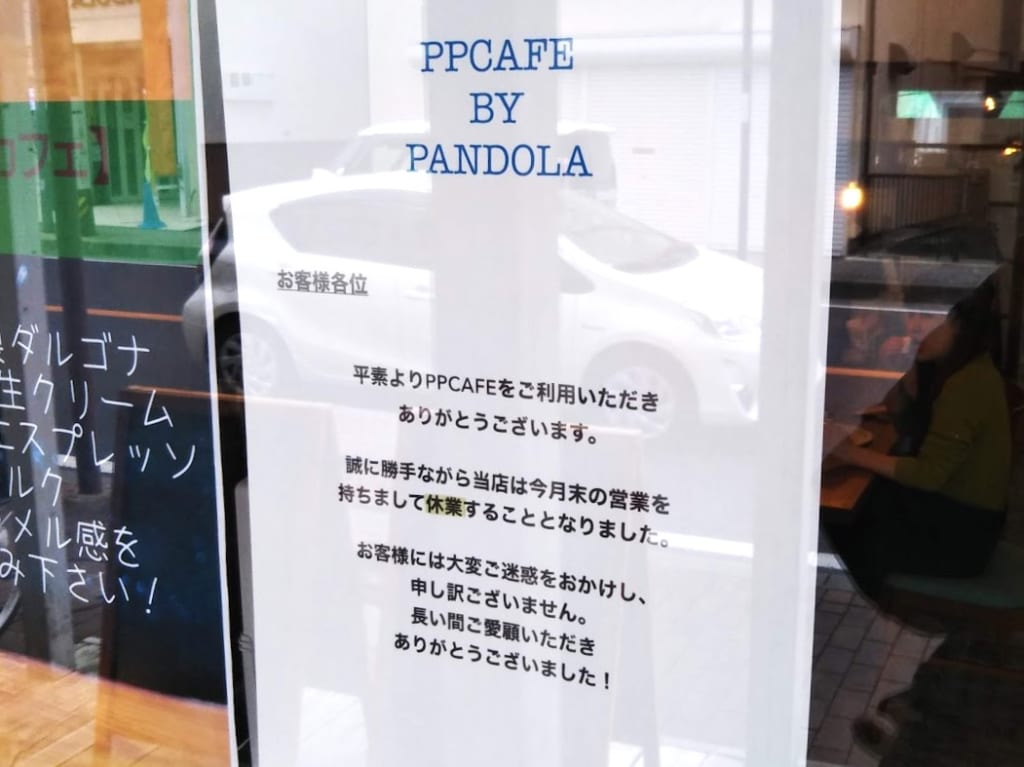 PPCAFE
BY
PANDOLA
お客様各位
平素よりPPCAFEをご利用いただき
ありがとうございます。
誠に勝手ながら当店は今月末の営業を
持ちまして休業することとなりました。
お客様には大変ご迷惑をおかけし、
申し訳ございません。
長い間ご愛顧いただき
ありがとうございました！
カフェ】
ダルゴナ
生クリーム
エスプレッソ
ルク
メル感を
み下さい！